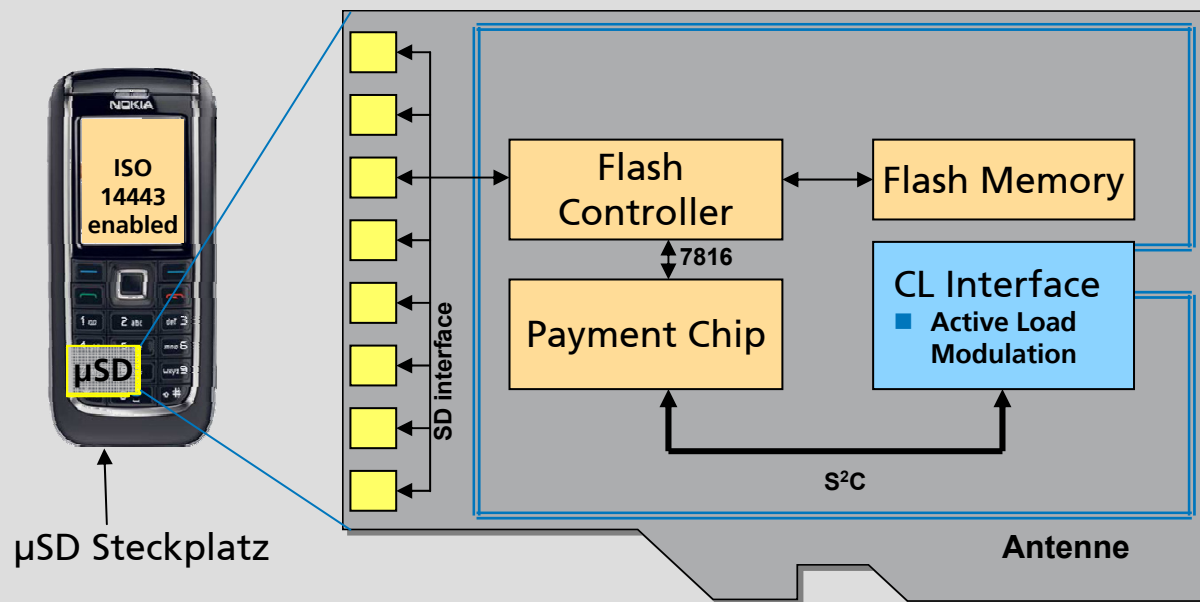 NOKIA
ISO
14443
enabled
µSD
µSD Steckplatz
SD interface
Flash
Controller
Flash Memory
7816
Payment Chip
CL Interface
Active Load
Modulation
S²C
Antenne